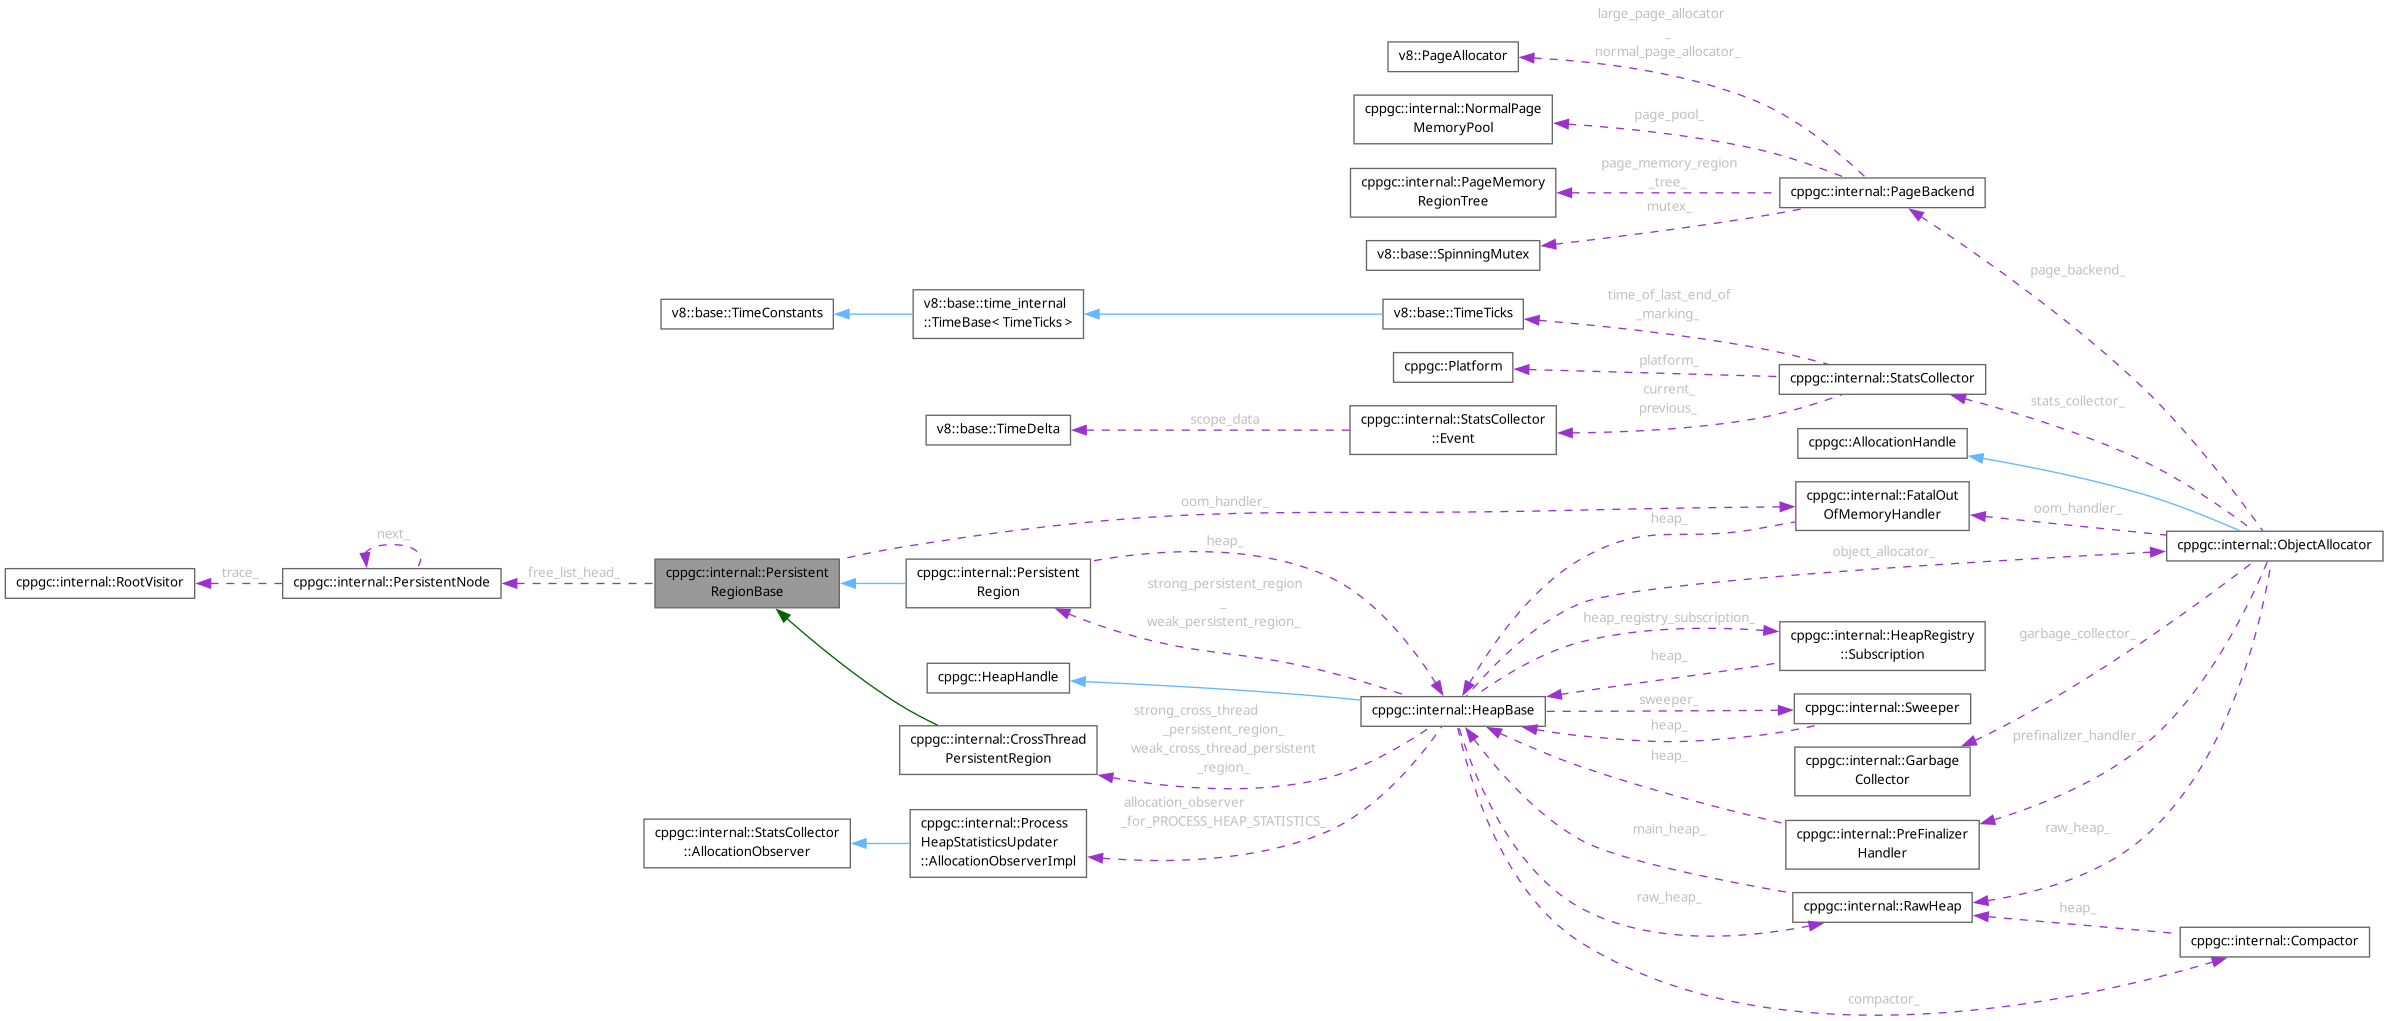 large_page_allocator
_
normal_page_allocator_
v8::PageAllocator
cppgc::internal::NormalPage
MemoryPool
page_pool_
page_memory_region
_tree_
cppgc::internal::PageMemory
RegionTree
cppgc::internal::PageBackend
mutex_
v8::base::SpinningMutex
page_backend_
v8::base::TimeConstants
v8::base::time_internal
::TimeBase< TimeTicks >
v8::base::TimeTicks
time_of_last_end_of
_marking_
cppgc::Platform
platform_
cppgc::internal::StatsCollector
current_
previous_
stats_collector_
v8::base::TimeDelta
scope_data
cppgc::internal::StatsCollector
::Event
cppgc::AllocationHandle
oom_handler_
cppgc::internal::FatalOut
OfMemoryHandler
oom_handler_
heap_
next_
heap_
object_allocator_
cppgc::internal::ObjectAllocator
cppgc::internal::RootVisitor
trace_
cppgc::internal::PersistentNode
free_list_head_
cppgc::internal::Persistent
RegionBase
cppgc::internal::Persistent
Region
strong_persistent_region
_
weak_persistent_region_
heap_registry_subscription_
cppgc::internal::HeapRegistry
::Subscription
garbage_collector_
heap_
cppgc::HeapHandle
cppgc::internal::HeapBase
sweeper_
cppgc::internal::Sweeper
heap_
strong_cross_thread
_persistent_region_
weak_cross_thread_persistent
_region_
cppgc::internal::CrossThread
PersistentRegion
heap_
prefinalizer_handler_
cppgc::internal::Garbage
Collector
allocation_observer
_for_PROCESS_HEAP_STATISTICS_
cppgc::internal::StatsCollector
::AllocationObserver
cppgc::internal::Process
HeapStatisticsUpdater
::AllocationObserverImpl
main_heap_
cppgc::internal::PreFinalizer
Handler
raw_heap_
raw_heap_
cppgc::internal::RawHeap
heap_
cppgc::internal::Compactor
compactor_